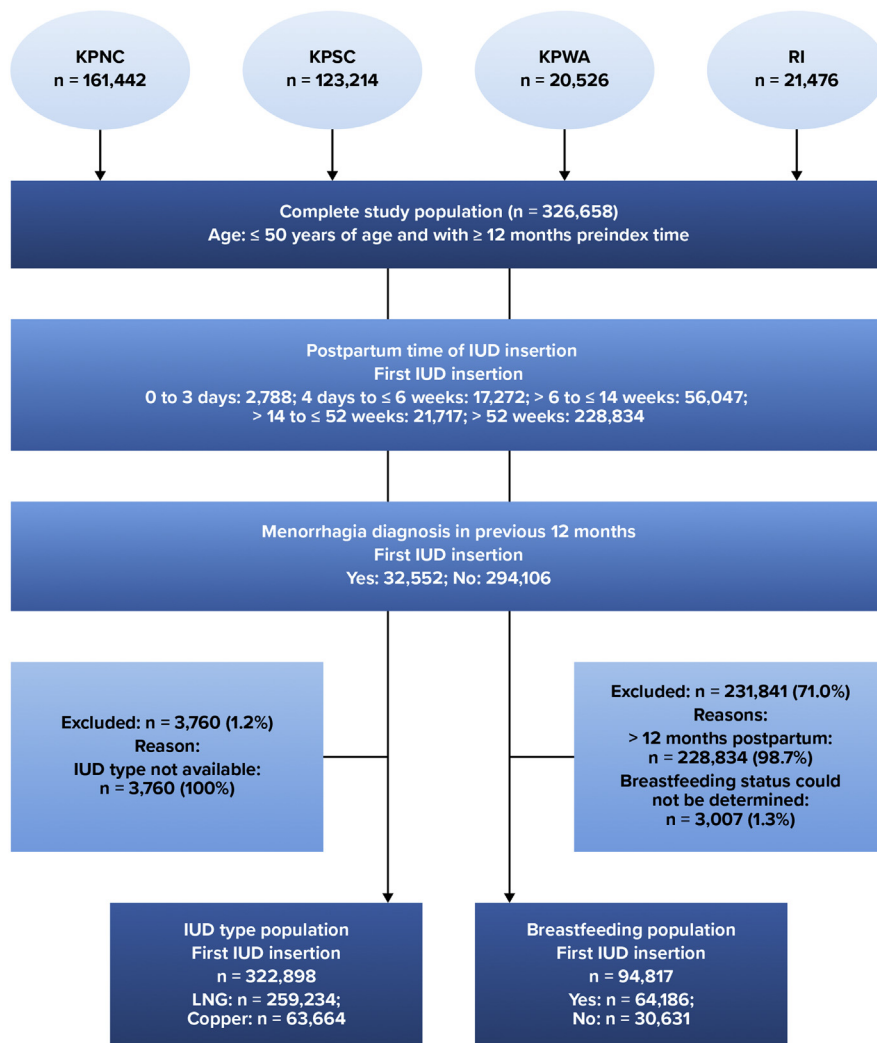 KPNC
n = 161,442
KPSC
n = 123,214
KPWA
n = 20,526
RI
n = 21,476
Complete study population (n = 326,658)
Age: ≤ 50 years of age and with ≥ 12 months preindex time
Postpartum time of IUD insertion
First IUD insertion
0 to 3 days: 2,788; 4 days to ≤ 6 weeks: 17,272; > 6 to ≤ 14 weeks: 56,047;
> 14 to ≤ 52 weeks: 21,717; > 52 weeks: 228,834
Menorrhagia diagnosis in previous 12 months
First IUD insertion
Yes: 32,552; No: 294,106
Excluded: n = 3,760 (1.2%)
Reason:
IUD type not available:
n = 3,760 (100%)
Excluded: n = 231,841 (71.0%)
Reasons:
> 12 months postpartum:
n = 228,834 (98.7%)
Breastfeeding status could
not be determined:
n = 3,007 (1.3%)
IUD type population
First IUD insertion
n = 322,898
LNG: n = 259,234;
Copper: n = 63,664
Breastfeeding population
First IUD insertion
n = 94,817
Yes: n = 64,186;
No: n = 30,631